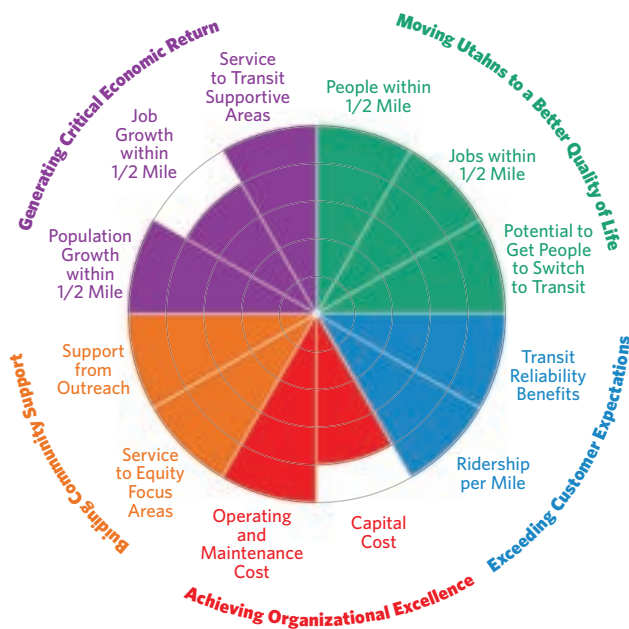 Generating Critical Economic Return
Moving Utahns to a Better Quality of Life
Service
to Transit
Supportive
Areas
People within
1/2 Mile
Job
Growth
within
1/2 Mile
Jobs within
1/2 Mile
Population
Growth
within
1/2 Mile
Potential to
Get People
to Switch
to Transit
Support
from
Outreach
Transit
Reliability
Benefits
Service
to Equity
Focus
Areas
Ridership
per Mile
Operating
and
Maintenance
Cost
Capital
Cost
Buiding Community Support
Exceeding Customer Expectations
Achieving Organizational Excellence